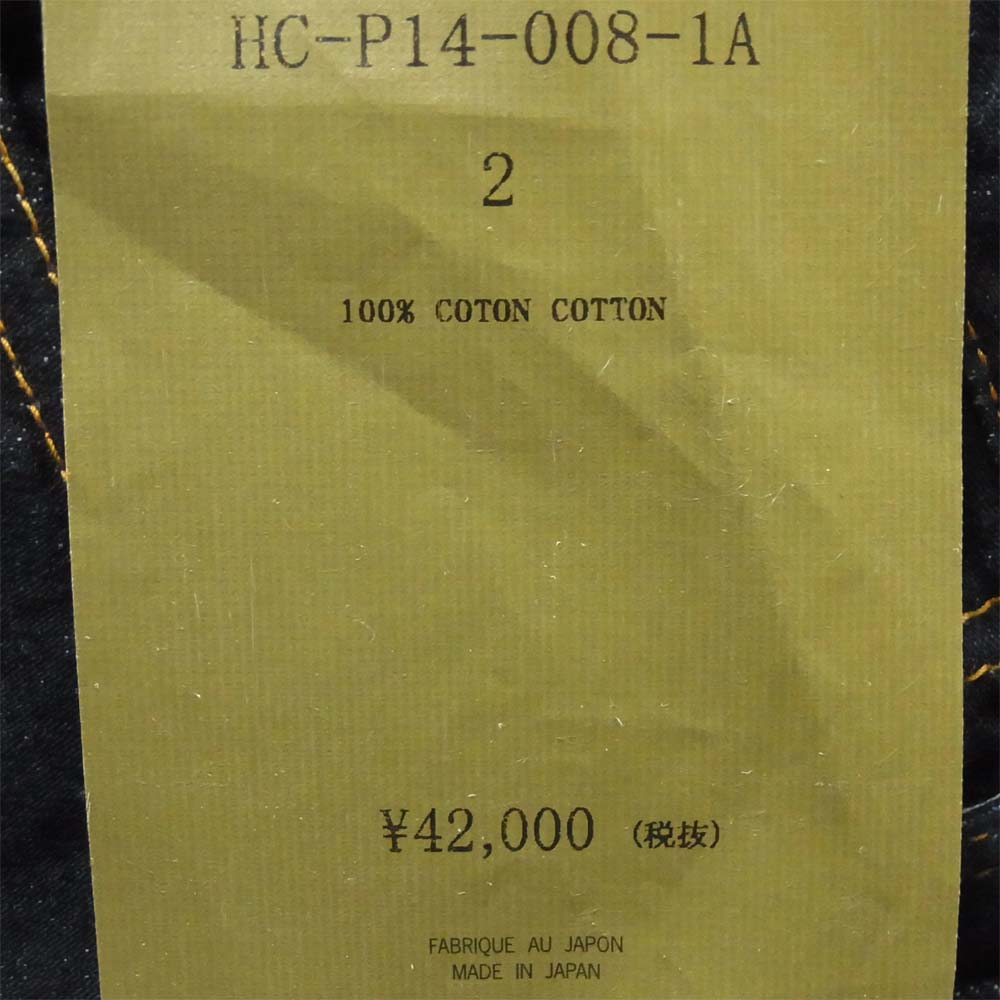 HC-P14-008-1A
2
100% COTON COTTON
¥42,000 (税抜)
FABRIQUE AU JAPON
MADE IN JAPAN